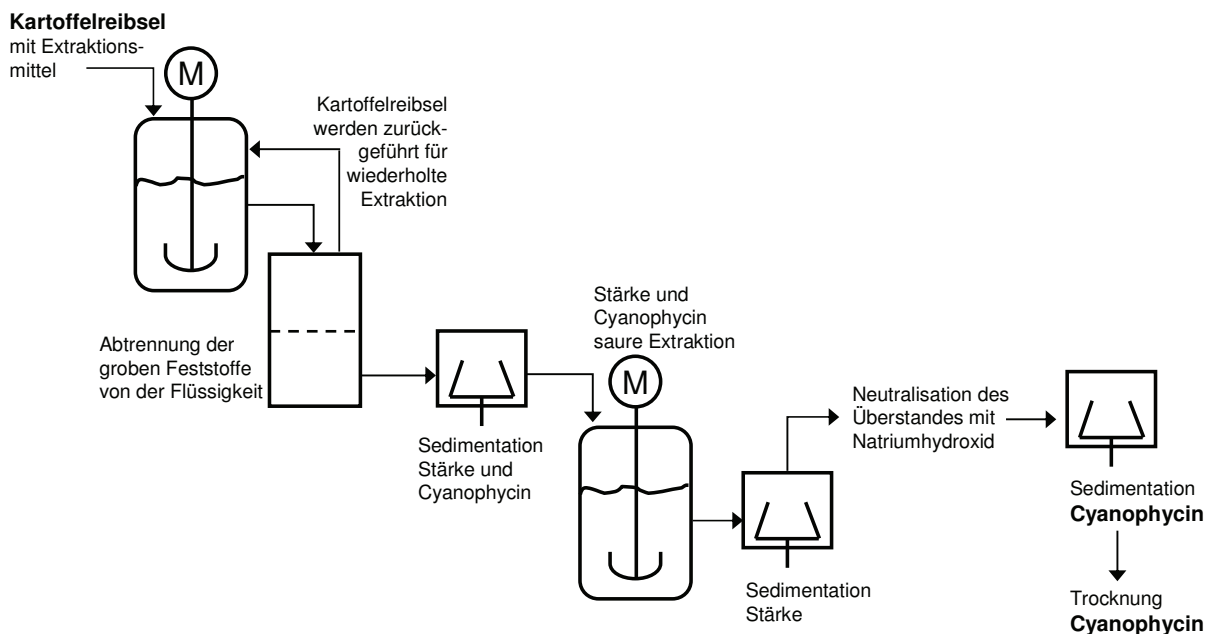 Kartoffelreibsel
mit Extraktions-
mittel
M
Kartoffelreibsel
werden zurück-
geführt für
wiederholte
Extraktion
Abtrennung der
groben Feststoffe
von der Flüssigkeit
Sedimentation
Stärke und
Cyanophycin
Stärke und
Cyanophycin
saure Extraktion
M
Sedimentation
Stärke
Neutralisation des
Überstandes mit
Natriumhydroxid
Sedimentation
Cyanophycin
Trocknung
Cyanophycin